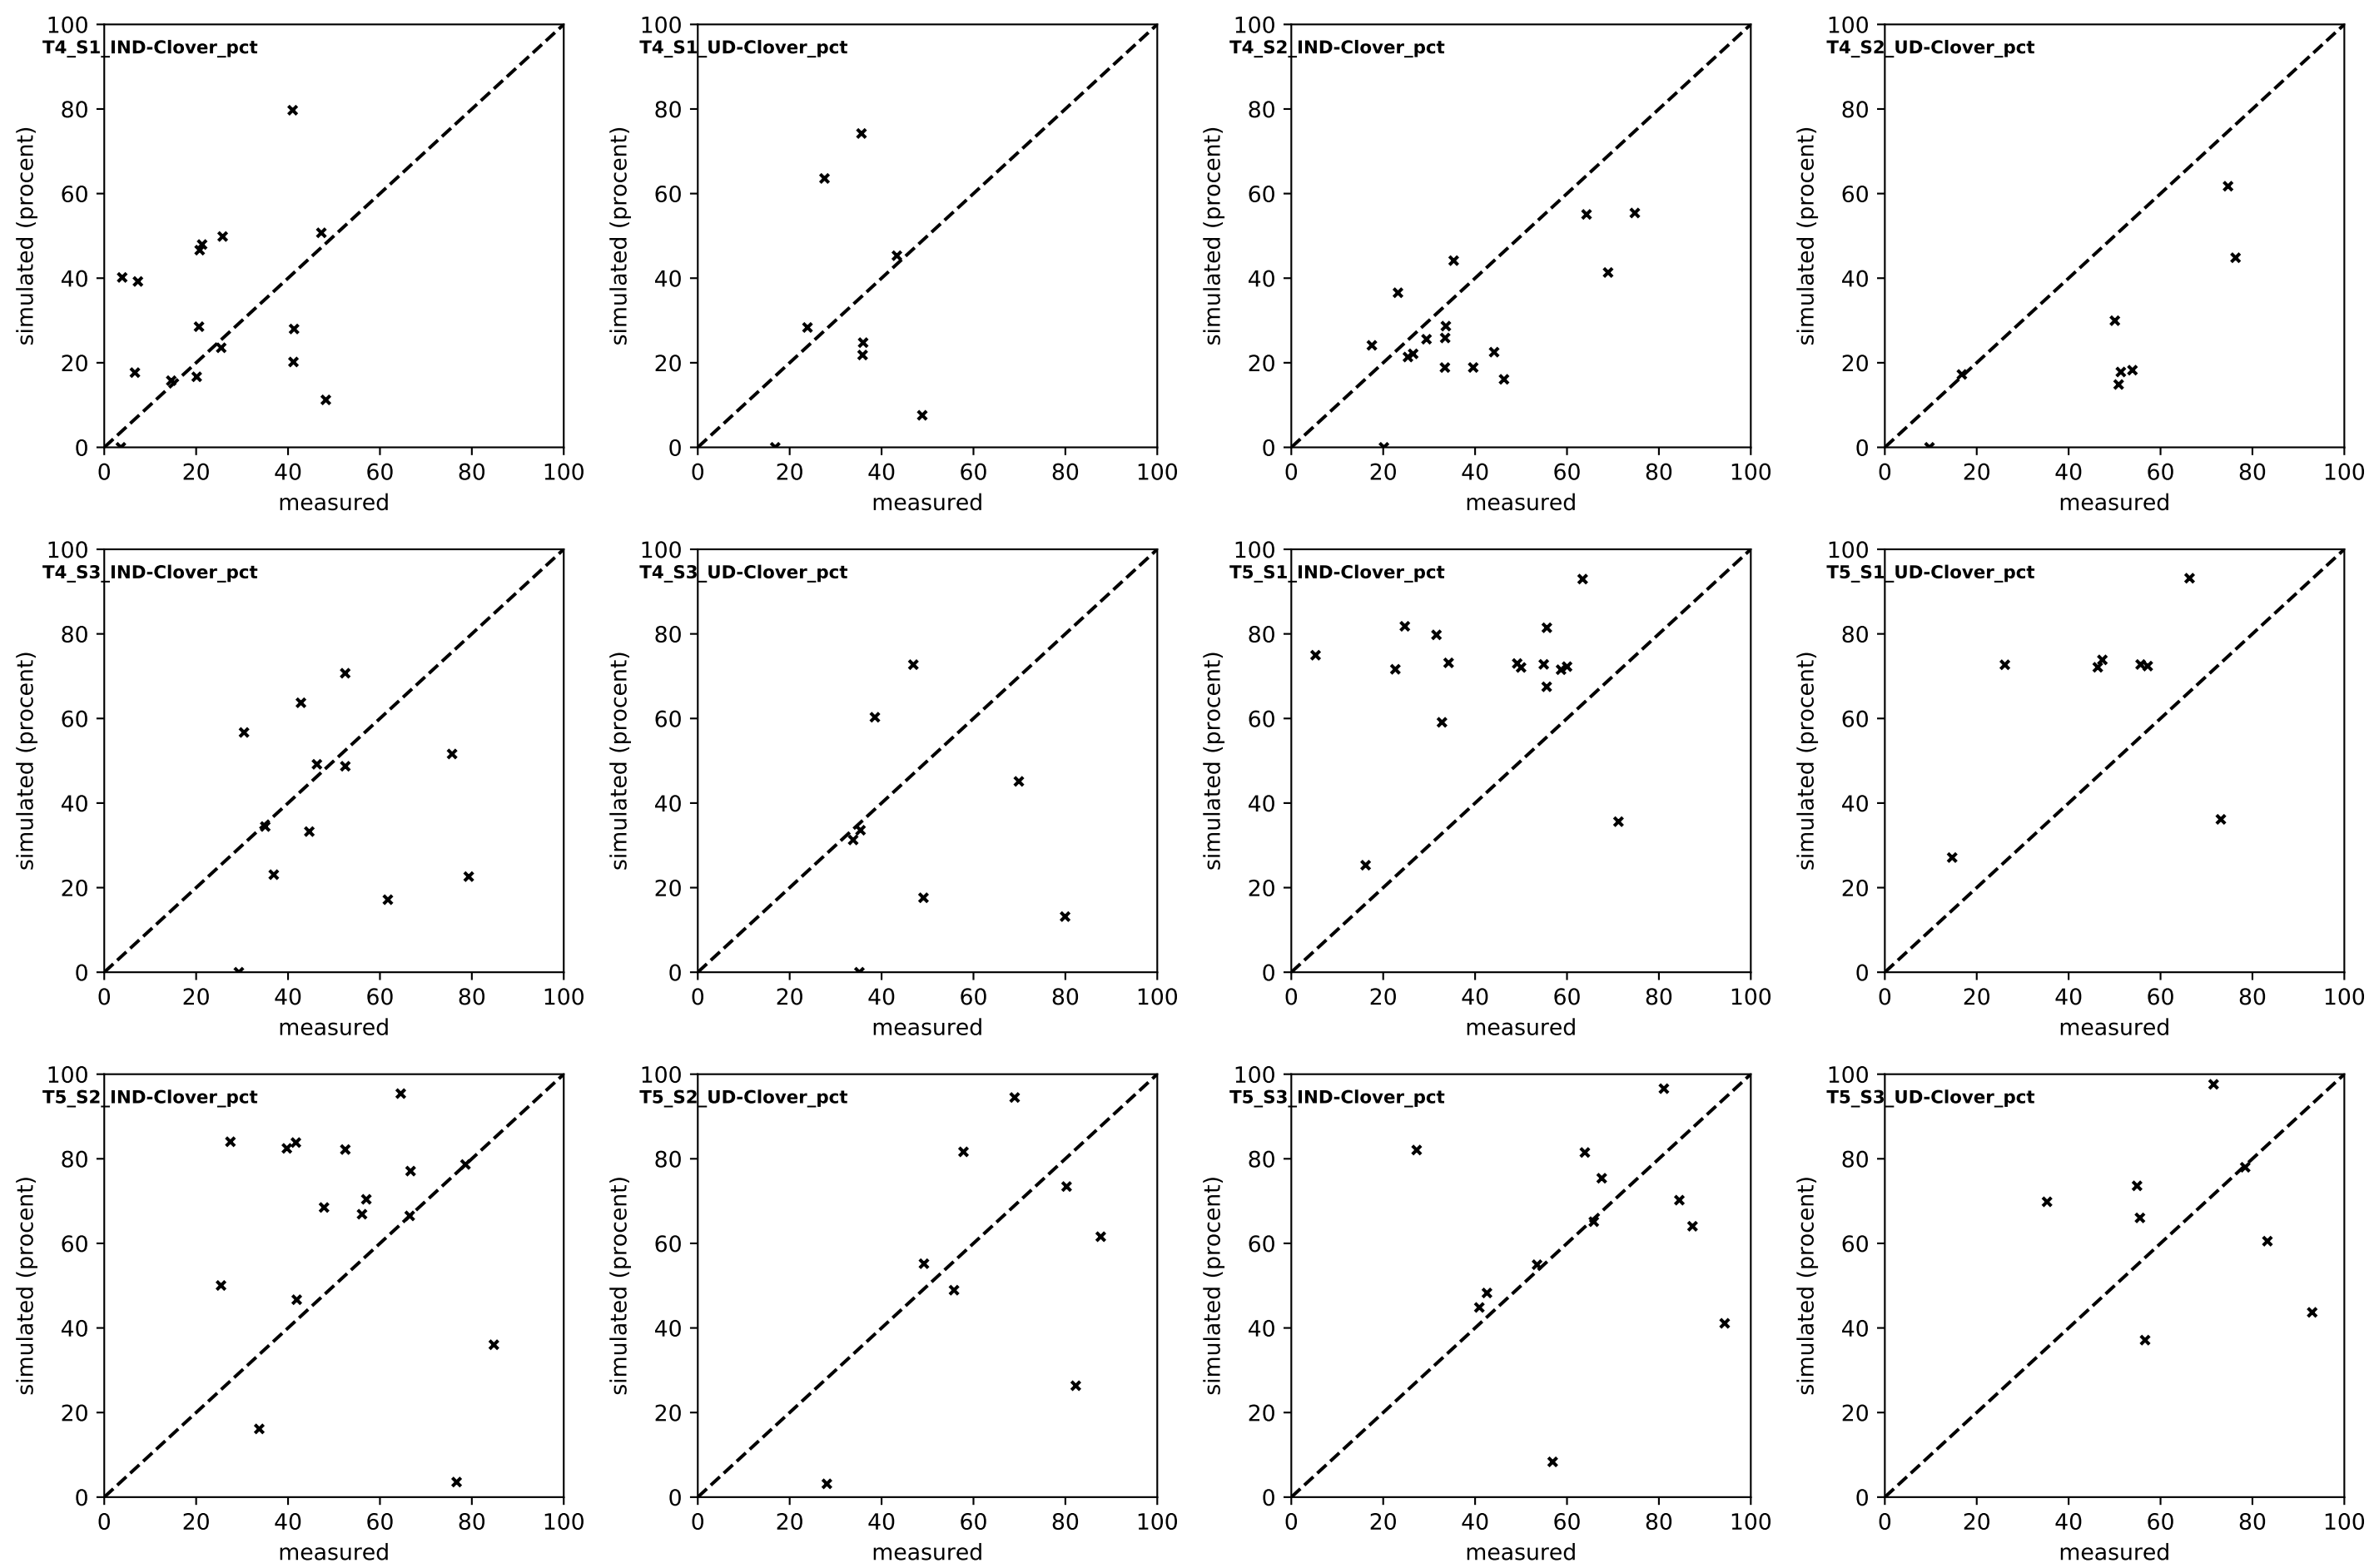 T4_S1_IND-Clover_pct
simulated (procent)
100
80
60
40
20
0
0 20 40 60 80 100
measured
T4_S1_UD-Clover_pct
simulated (procent)
100
80
60
40
20
0
0 20 40 60 80 100
measured
T4_S2_IND-Clover_pct
simulated (procent)
100
80
60
40
20
0
0 20 40 60 80 100
measured
T4_S2_UD-Clover_pct
simulated (procent)
100
80
60
40
20
0
0 20 40 60 80 100
measured
T4_S3_IND-Clover_pct
simulated (procent)
100
80
60
40
20
0
0 20 40 60 80 100
measured
T4_S3_UD-Clover_pct
simulated (procent)
100
80
60
40
20
0
0 20 40 60 80 100
measured
T5_S1_IND-Clover_pct
simulated (procent)
100
80
60
40
20
0
0 20 40 60 80 100
measured
T5_S1_UD-Clover_pct
simulated (procent)
100
80
60
40
20
0
0 20 40 60 80 100
measured
T5_S2_IND-Clover_pct
simulated (procent)
100
80
60
40
20
0
0 20 40 60 80 100
measured
T5_S2_UD-Clover_pct
simulated (procent)
100
80
60
40
20
0
0 20 40 60 80 100
measured
T5_S3_IND-Clover_pct
simulated (procent)
100
80
60
40
20
0
0 20 40 60 80 100
measured
T5_S3_UD-Clover_pct
simulated (procent)
100
80
60
40
20
0
0 20 40 60 80 100
measured